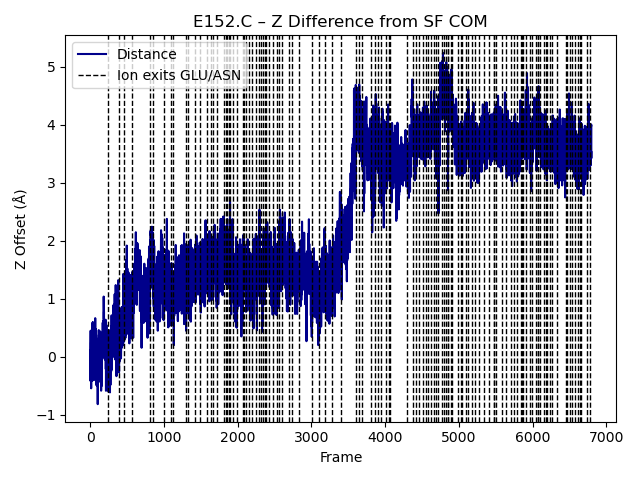 E152.C – Z Difference from SF COM
Distance
Ion exits GLU/ASN
Z Offset (Å)
5
4
3
2
1
0
−1
0 1000 2000 3000 4000 5000 6000 7000
Frame